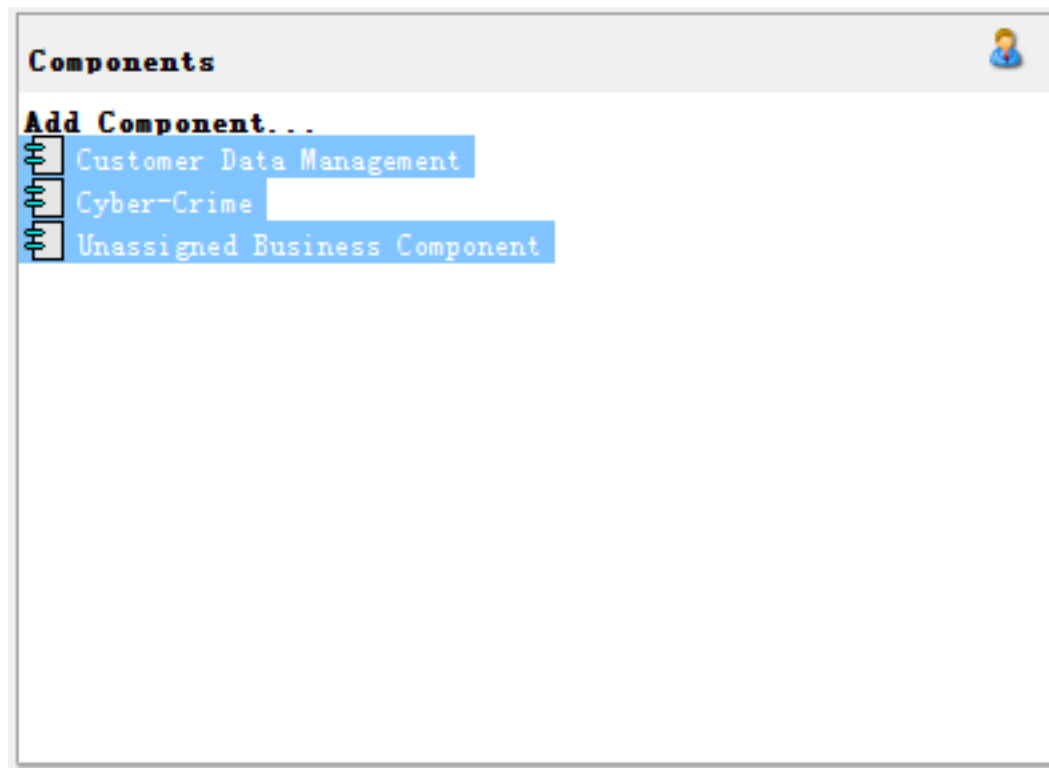 Components
Add Component...
Customer Data Management
Cyber-Crime
Unassigned Business Component